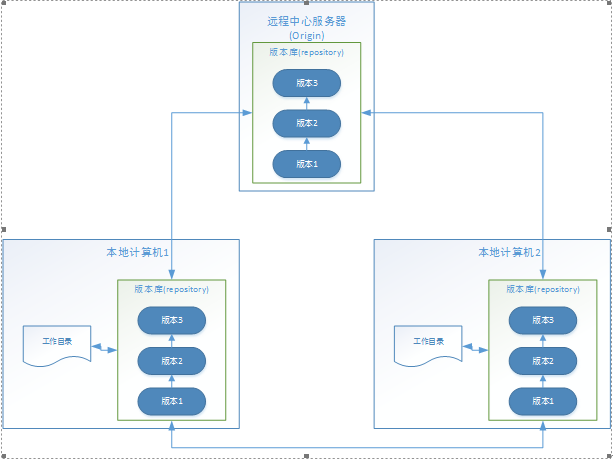 远程中心服务器
(Origin)
版本库(repository)
版本3
版本2
版本1
本地计算机1
版本库(repository)
版本3
工作目录
版本2
版本1
本地计算机2
版本库(repository)
版本3
工作目录
版本2
版本1